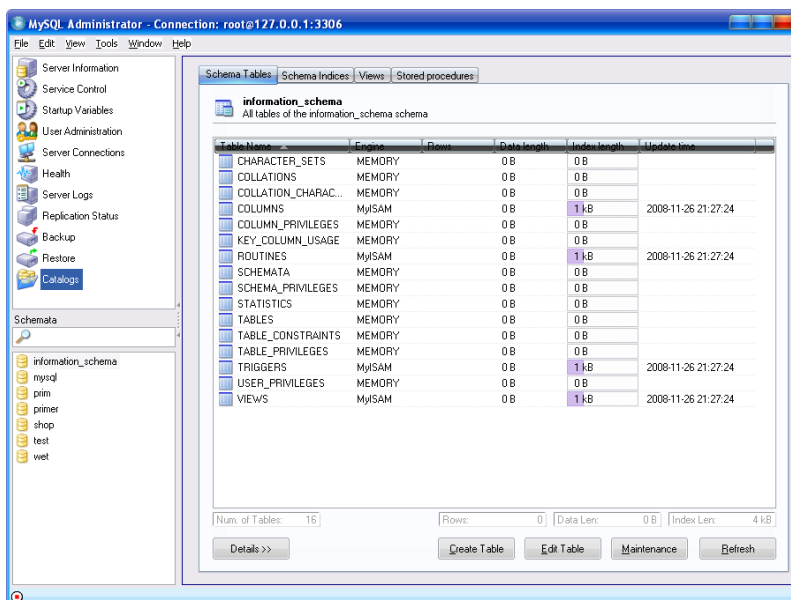 MySQL Administrator - Connection: root@127.0.0.1:3306
File Edit View Tools Window Help
Server Information
Service Control
Startup Variables
User Administration
Server Connections
Health
Server Logs
Replication Status
Backup
Restore
Catalogs
Schemata
information_schema
mysql
prim
primer
shop
test
wet
Schema Tables Schema Indices Views Stored procedures
information_schema
All tables of the information_schema schema
Table Name Engine Rows Data length Index length Update time
CHARACTER_SETS MEMORY 0 B 0 B
COLLATIONS MEMORY 0 B 0 B
COLLATION_CHARAC... MEMORY 0 B 0 B
COLUMNS MyISAM 0 B 1 kB 2008-11-26 21:27:24
COLUMN_PRIVILEGES MEMORY 0 B 0 B
KEY_COLUMN_USAGE MEMORY 0 B 0 B
ROUTINES MyISAM 0 B 1 kB 2008-11-26 21:27:24
SCHEMATA MEMORY 0 B 0 B
SCHEMA_PRIVILEGES MEMORY 0 B 0 B
STATISTICS MEMORY 0 B 0 B
TABLES MEMORY 0 B 0 B
TABLE_CONSTRAINTS MEMORY 0 B 0 B
TABLE_PRIVILEGES MEMORY 0 B 0 B
TRIGGERS MyISAM 0 B 1 kB 2008-11-26 21:27:24
USER_PRIVILEGES MEMORY 0 B 0 B
VIEWS MyISAM 0 B 1 kB 2008-11-26 21:27:24
Num. of Tables: 16 Rows: 0 Data Len: 0 B Index Len: 4 kB
Details >> Create Table Edit Table Maintenance Refresh